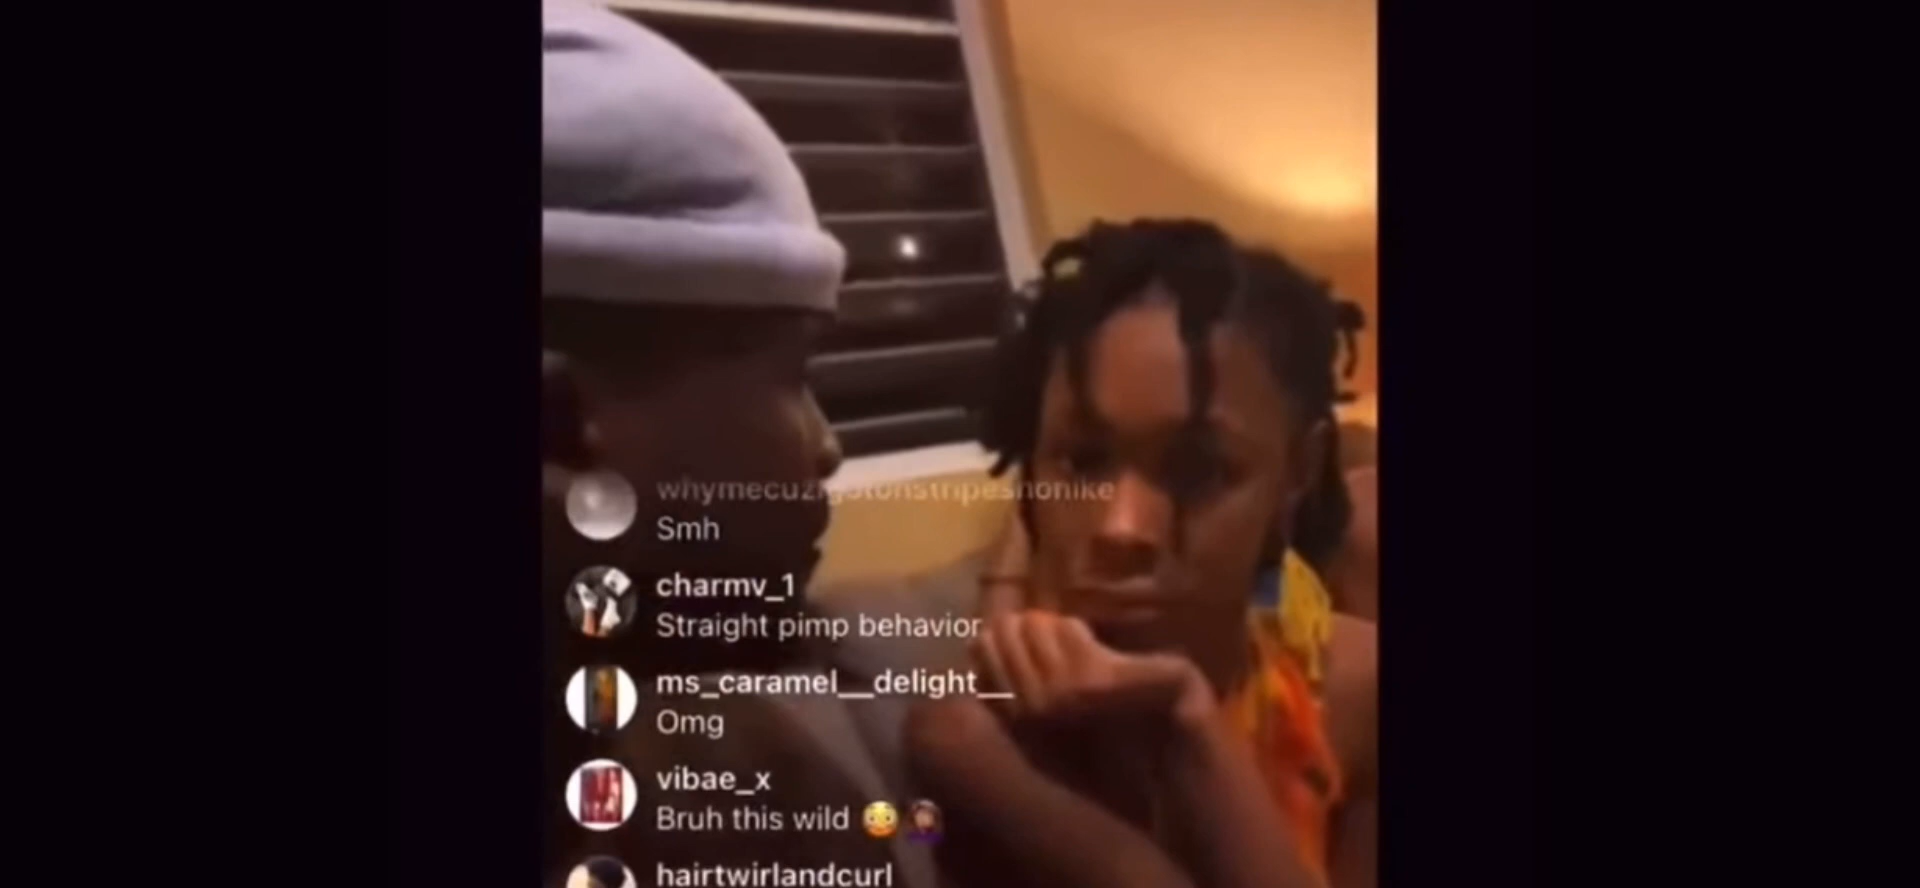 Smh
charmv_1
Straight pimp behavior
ms_caramel__delight__
Omg
vibae_x
Bruh this wild 😳🤦🏽‍♀️
hairtwirlandcurl